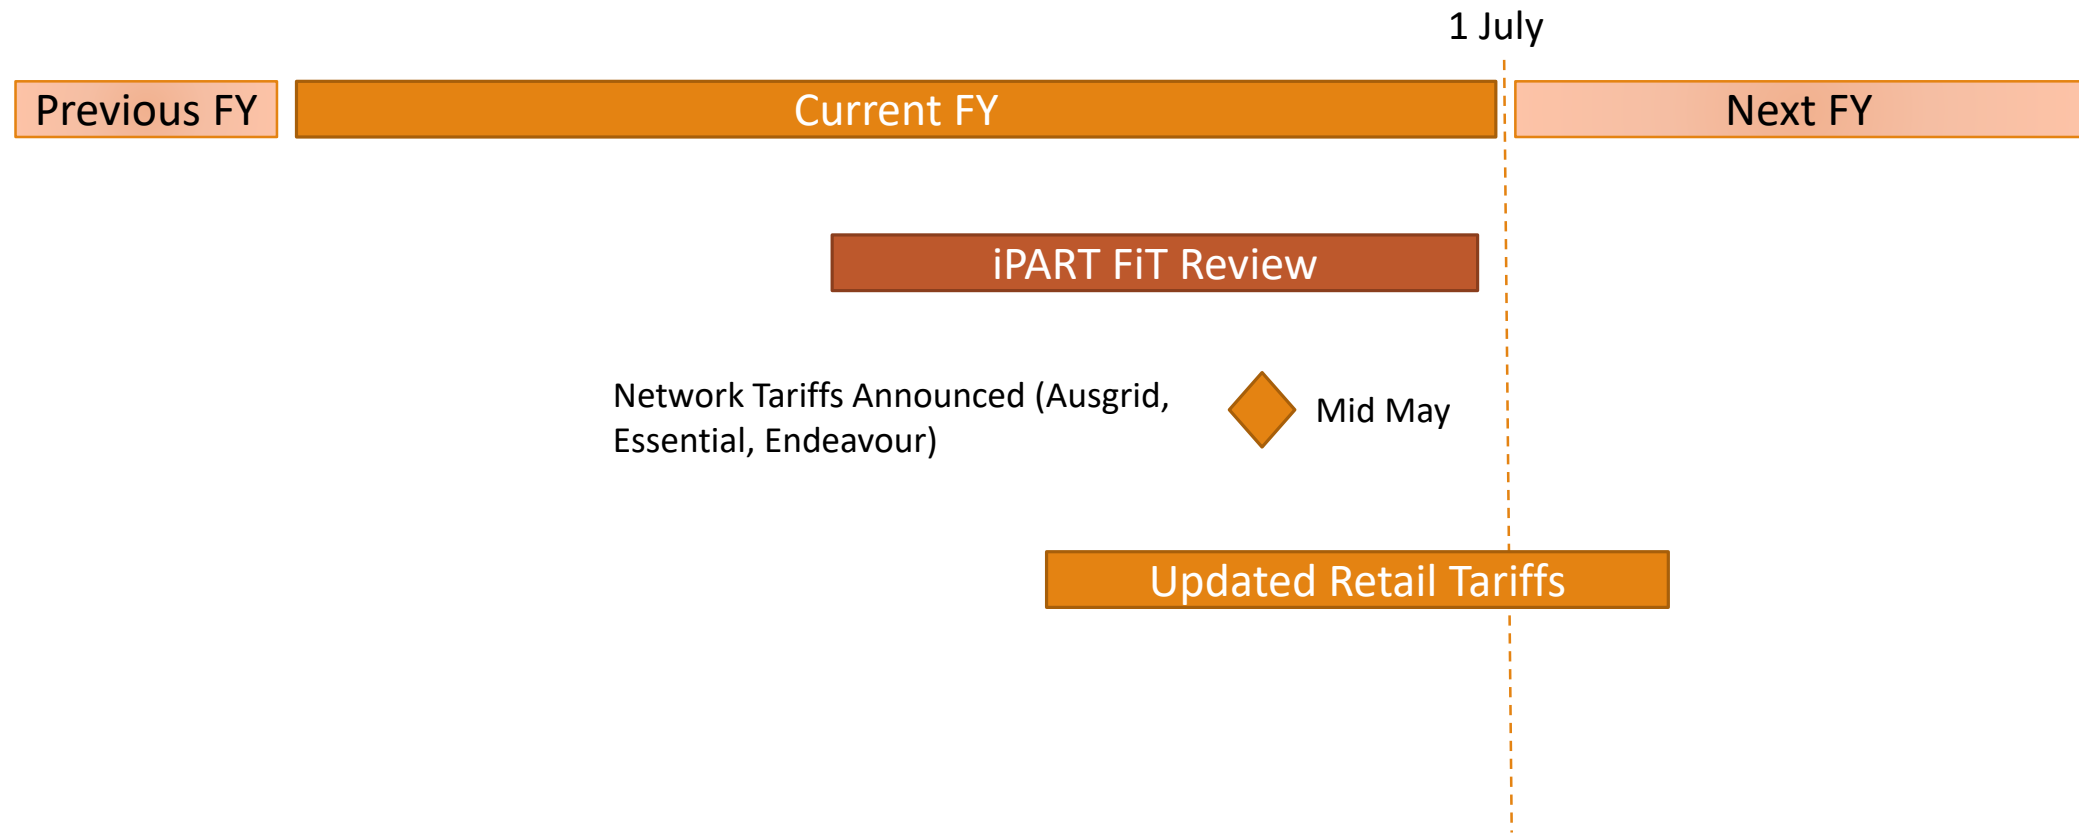 1 July
Previous FY
Current FY
Next FY
iPART FiT Review
Network Tariffs Announced (Ausgrid,
Essential, Endeavour)
Mid May
Updated Retail Tariffs